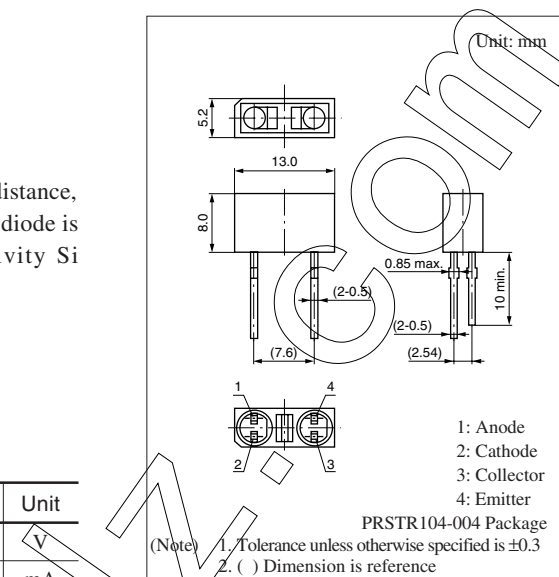 Unit: mm
5.2
13.0
distance,
diode is
vity Si
8.0
0.85 max.
10 min.
(2-0.5)
(2-0.5)
(7.6)
(2.54)
1
4
2
3
1: Anode
2: Cathode
3: Collector
4: Emitter
PRSTR104-004 Package
(Note) 1. Tolerance unless otherwise specified is ±0.3
2. ( ) Dimension is reference
Unit
V
mA